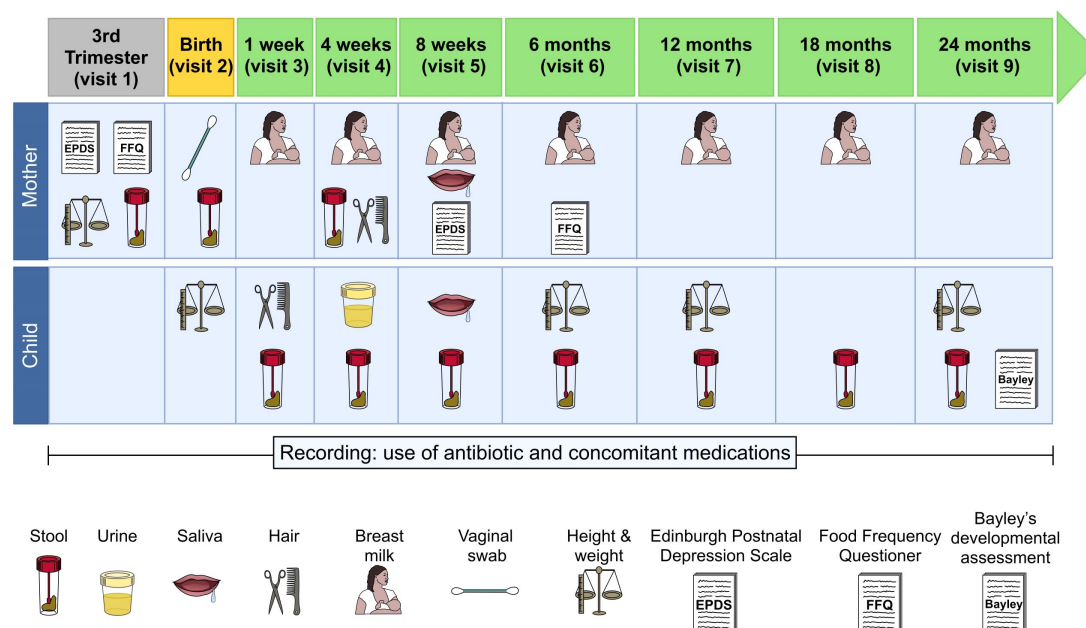 3rd
Trimester
(visit 1)
Birth
(visit 2)
1 week
(visit 3)
4 weeks
(visit 4)
8 weeks
(visit 5)
6 months
(visit 6)
12 months
(visit 7)
18 months
(visit 8)
24 months
(visit 9)
Mother
EPDS
FFQ
EPDS
FFQ
Child
Bayley
Recording: use of antibiotic and concomitant medications
Stool
Urine
Saliva
Hair
Breast
milk
Vaginal
swab
Height &
weight
Edinburgh Postnatal
Depression Scale
Food Frequency
Questioner
Bayley's
developmental
assessment
EPDS
FFQ
Bayley